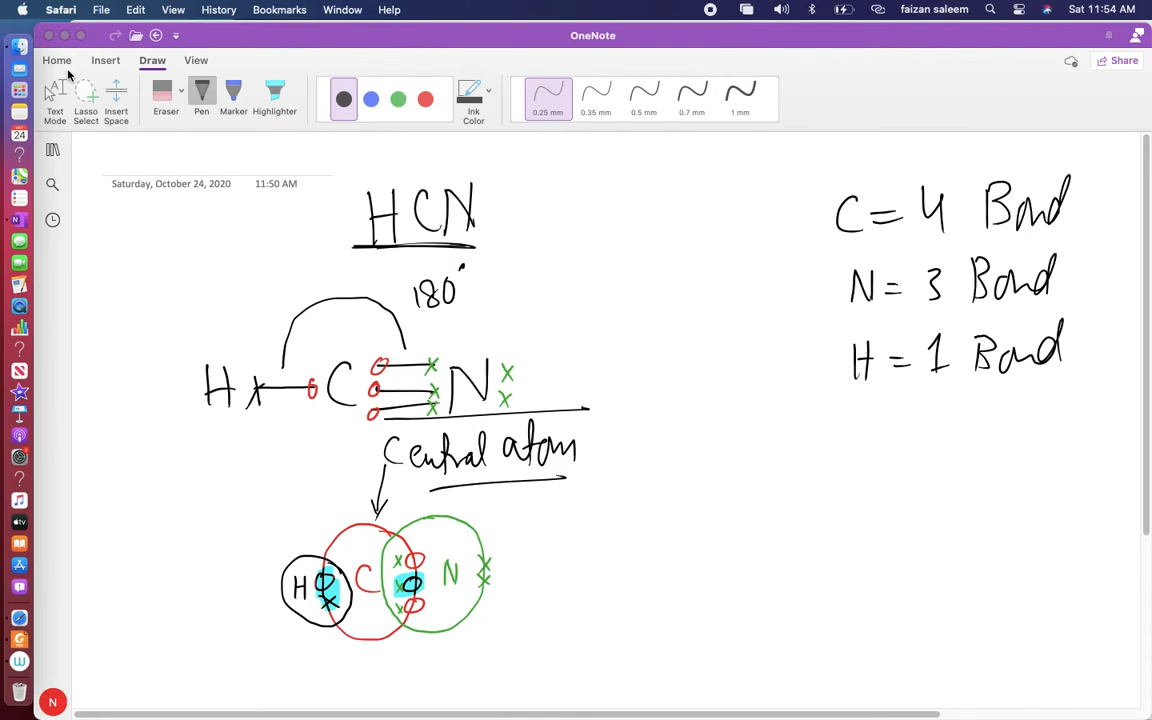 Safari File Edit View History Bookmarks Window Help faizan saleem Sat 11:54 AM
OneNote
Home Insert Draw View Share
Text Mode Lasso Select Insert Space Eraser Pen Marker Highlighter Ink Color 0.25 mm 0.35 mm 0.5 mm 0.7 mm 1 mm
Saturday, October 24, 2020 11:50 AM
HCN
180°
C = 4 Bond
N = 3 Bond
H = 1 Bond
H x o C o o o x x x N x x
Central atom
H o x C x o x o x o N x x
N